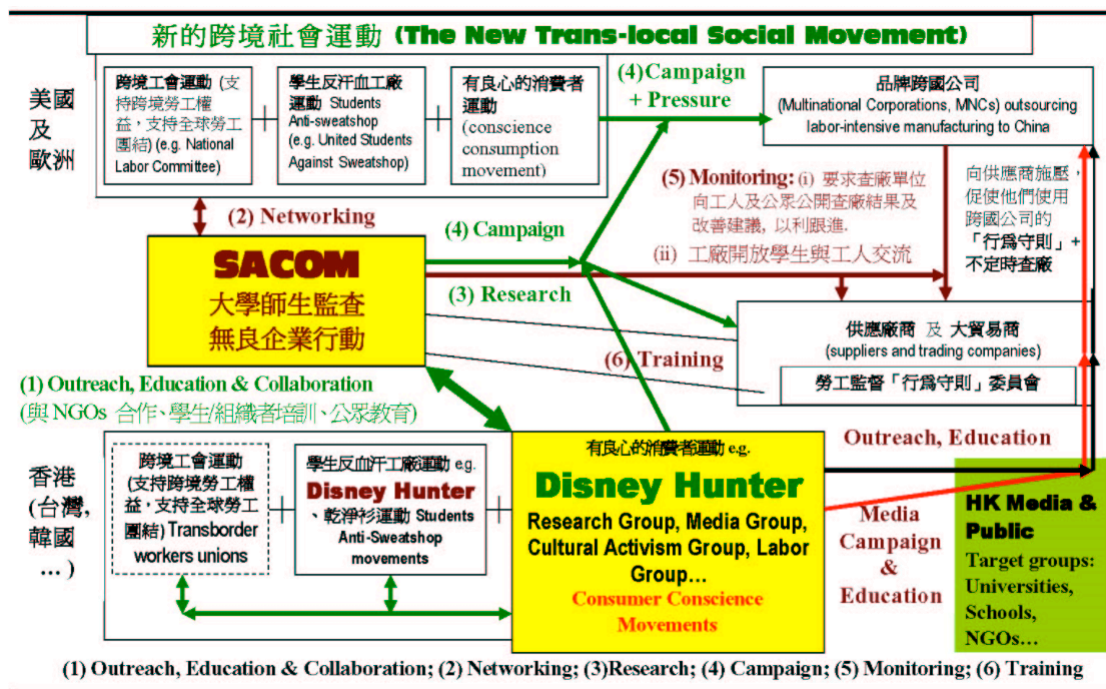 新的跨境社會運動 (The New Trans-local Social Movement)
美國
及
歐洲
跨境工會運動 (支
持跨境勞工權
益，支持全球勞工
團結) (e.g. National
Labor Committee)
學生反汗血工廠
運動 Students
Anti-sweatshop
(e.g. United Students
Against Sweatshop)
有良心的消費者
運動
(conscience
consumption
movement)
(4)Campaign
+ Pressure
品牌跨國公司
(Multinational Corporations, MNCs) outsourcing
labor-intensive manufacturing to China
(2) Networking
(5) Monitoring: (i) 要求查廠單位
向工人及公眾公開查廠結果及
改善建議, 以利跟進.
(ii) 工廠開放學生與工人交流
向供應商施壓，
促使他們使用
跨國公司的
「行爲守則」+
不定時查廠
SACOM
大學師生監查
無良企業行動
(4) Campaign
(3) Research
(6) Training
供應廠商 及 大貿易商
(suppliers and trading companies)
勞工監督「行爲守則」委員會
(1) Outreach, Education & Collaboration
(與NGOs 合作、學生/組織者培訓、公眾教育)
香港
(台灣,
韓國
… )
跨境工會運動
(支持跨境勞工權
益，支持全球勞工
團結) Transborder
workers unions
學生反血汗工廠運動 e.g.
Disney Hunter
、乾淨衫運動 Students
Anti-Sweatshop
movements
有良心的消費者運動 e.g.
Disney Hunter
Research Group, Media Group,
Cultural Activism Group, Labor
Group…
Consumer Conscience
Movements
Outreach, Education
Media
Campaign
&
Education
HK Media &
Public
Target groups:
Universities,
Schools,
NGOs…
(1) Outreach, Education & Collaboration; (2) Networking; (3)Research; (4) Campaign; (5) Monitoring; (6) Training